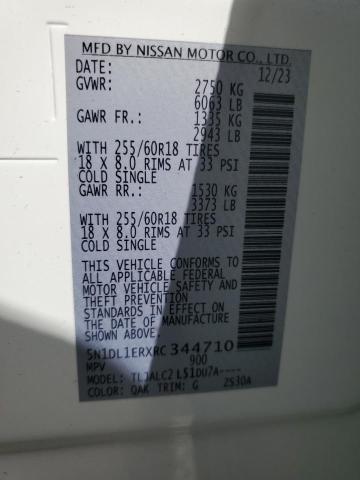 MFD BY NISSAN MOTOR CO., LTD.
DATE: 12/23
GVWR: 2750 KG
6063 LB
GAWR FR.: 1335 KG
2943 LB
WITH 255/60R18 TIRES
18 X 8.0 RIMS AT 33 PSI
COLD SINGLE
GAWR RR.: 1530 KG
3373 LB
WITH 255/60R18 TIRES
18 X 8.0 RIMS AT 33 PSI
COLD SINGLE
THIS VEHICLE CONFORMS TO
ALL APPLICABLE FEDERAL
MOTOR VEHICLE SAFETY AND
THEFT PREVENTION
STANDARDS IN EFFECT ON
THE DATE OF MANUFACTURE
SHOWN ABOVE.
5N1DL1ERXRC344710
MPV 900
MODEL: TLJALC2 LS1DU7A----
COLOR: QAK TRIM: G 2S30A